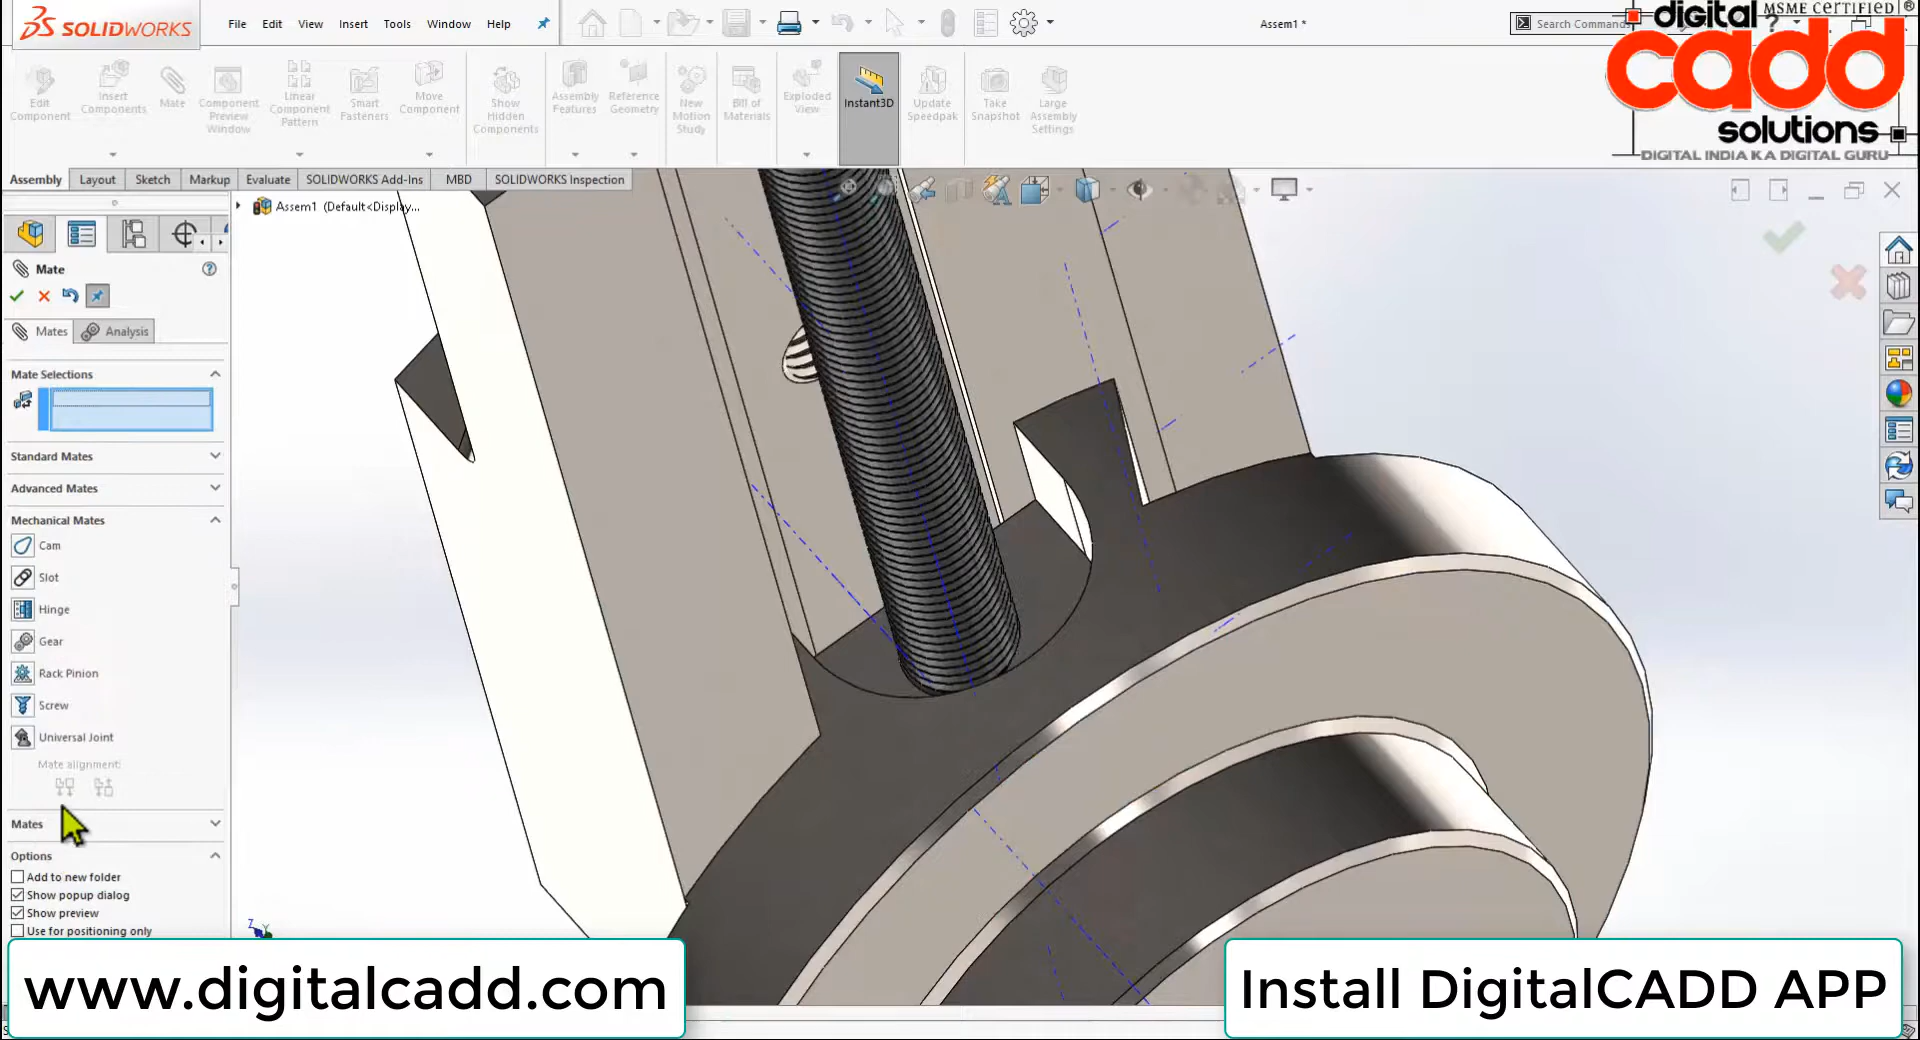 SOLIDWORKS
File Edit View Insert Tools Window Help
Assem1 *
Search Commands
digital MSME CERTIFIED ®
cadd
solutions
DIGITAL INDIA KA DIGITAL GURU
Edit Component
Insert Components
Mate
Component Preview Window
Linear Component Pattern
Smart Fasteners
Move Component
Show Hidden Components
Assembly Features
Reference Geometry
New Motion Study
Bill of Materials
Exploded View
Instant3D
Update Speedpak
Take Snapshot
Large Assembly Settings
Assembly Layout Sketch Markup Evaluate SOLIDWORKS Add-Ins MBD SOLIDWORKS Inspection
Assem1 (Default<Display...
Mate
Mates Analysis
Mate Selections
Standard Mates
Advanced Mates
Mechanical Mates
Cam
Slot
Hinge
Gear
Rack Pinion
Screw
Universal Joint
Mate alignment:
Mates
Options
Add to new folder
Show popup dialog
Show preview
Use for positioning only
Z Y
www.digitalcadd.com
Install DigitalCADD APP